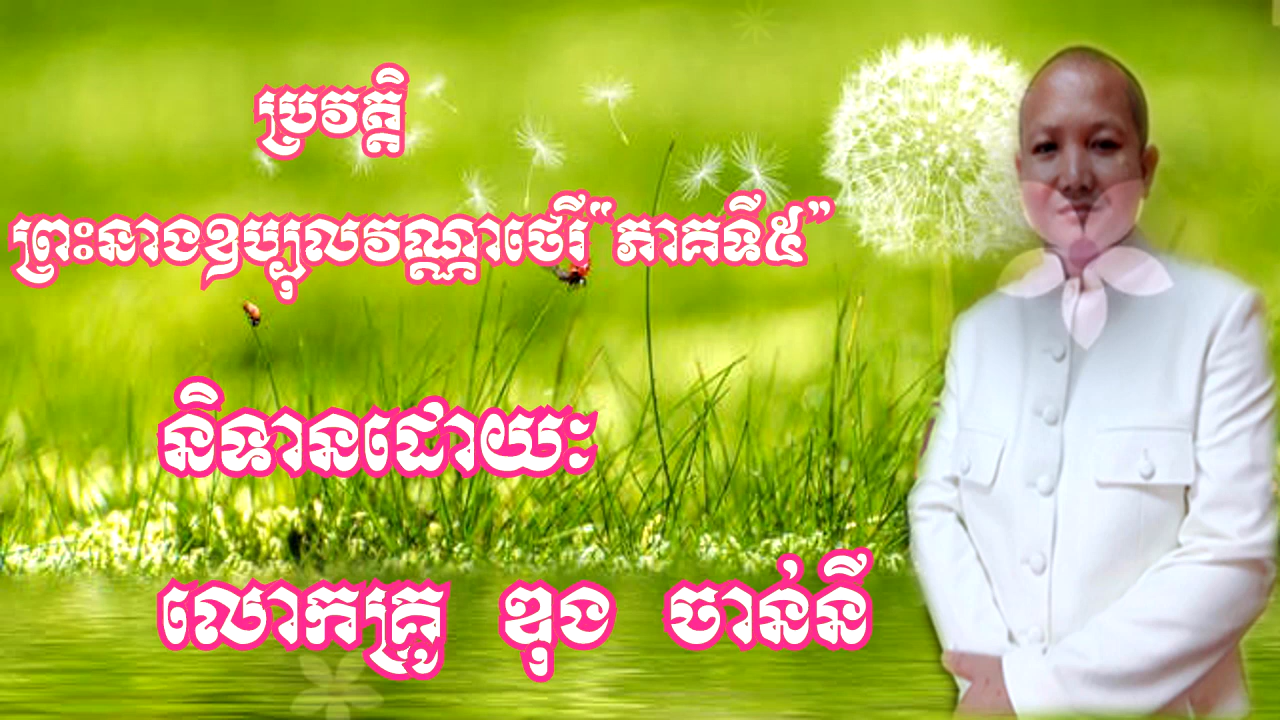 ប្រវត្តិ
ព្រះនាងឧប្បុលវណ្ណាថេរី“ភាគទី៥”
និទានដោយៈ
លោកគ្រូ ឌុង ចាន់នី